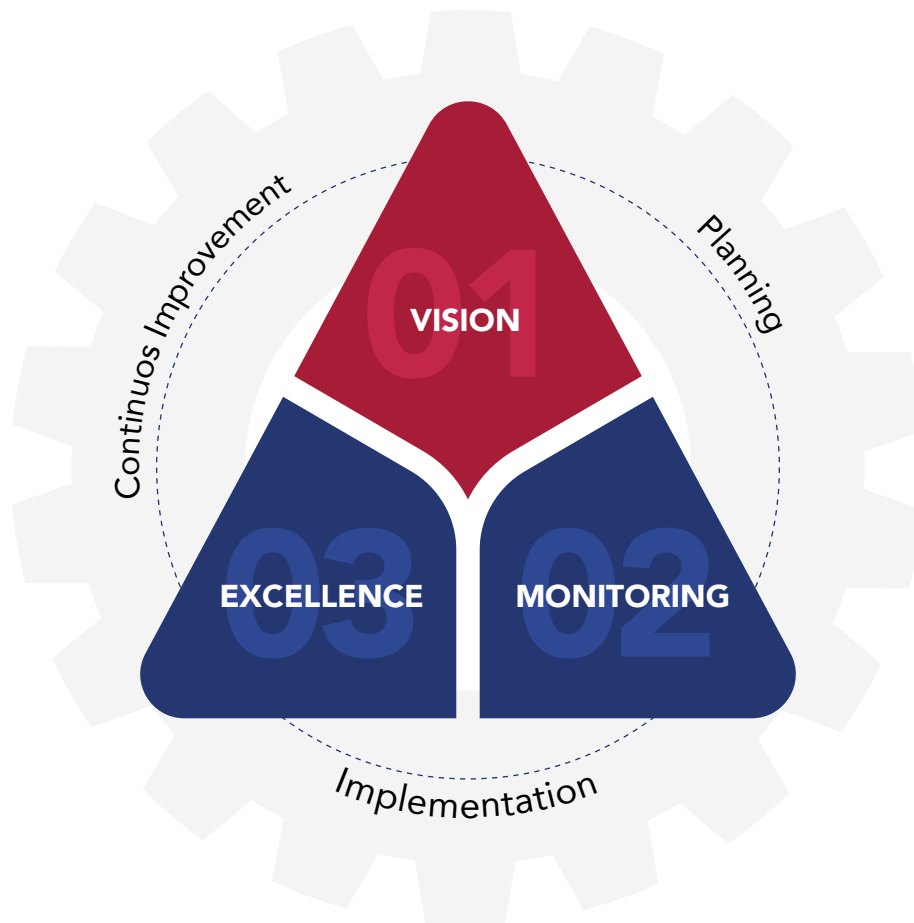 01
VISION
Planning
02
MONITORING
Implementation
03
EXCELLENCE
Continuos Improvement